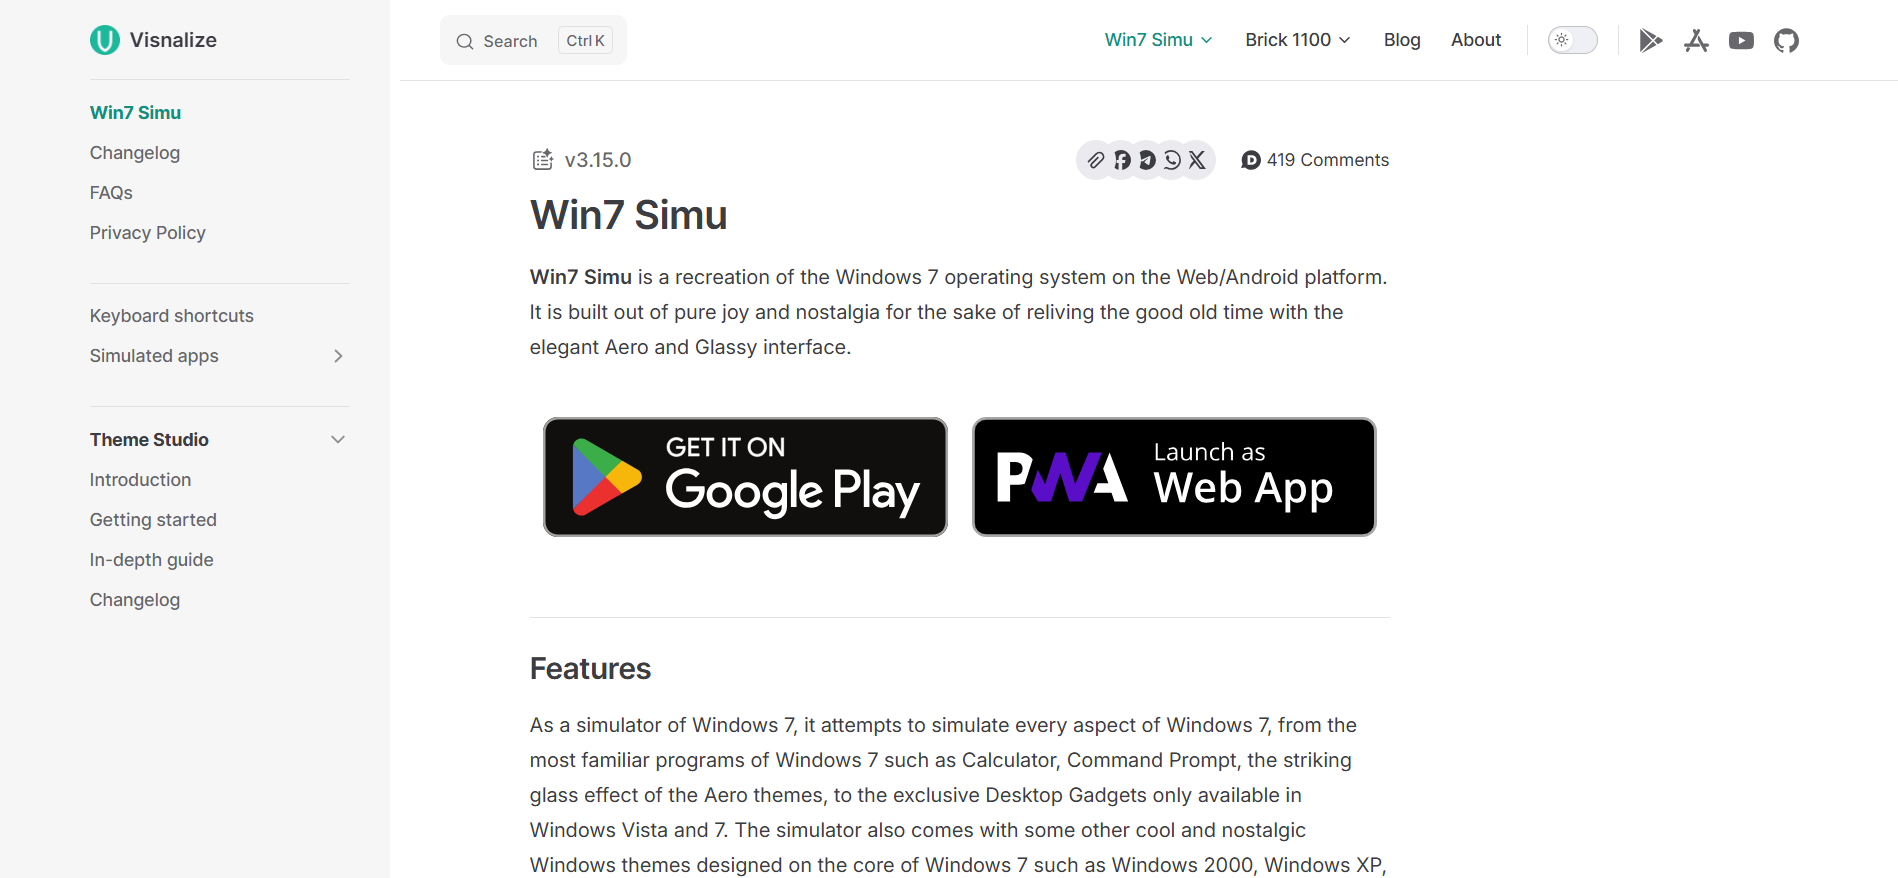 Visnalize
Search Ctrl K
Win7 Simu
Brick 1100
Blog
About
Win7 Simu
Changelog
FAQs
Privacy Policy
Keyboard shortcuts
Simulated apps
Theme Studio
Introduction
Getting started
In-depth guide
Changelog
v3.15.0
419 Comments
Win7 Simu
Win7 Simu is a recreation of the Windows 7 operating system on the Web/Android platform.
It is built out of pure joy and nostalgia for the sake of reliving the good old time with the
elegant Aero and Glassy interface.
GET IT ON
Google Play
PWA
Launch as
Web App
Features
As a simulator of Windows 7, it attempts to simulate every aspect of Windows 7, from the
most familiar programs of Windows 7 such as Calculator, Command Prompt, the striking
glass effect of the Aero themes, to the exclusive Desktop Gadgets only available in
Windows Vista and 7. The simulator also comes with some other cool and nostalgic
Windows themes designed on the core of Windows 7 such as Windows 2000, Windows XP,